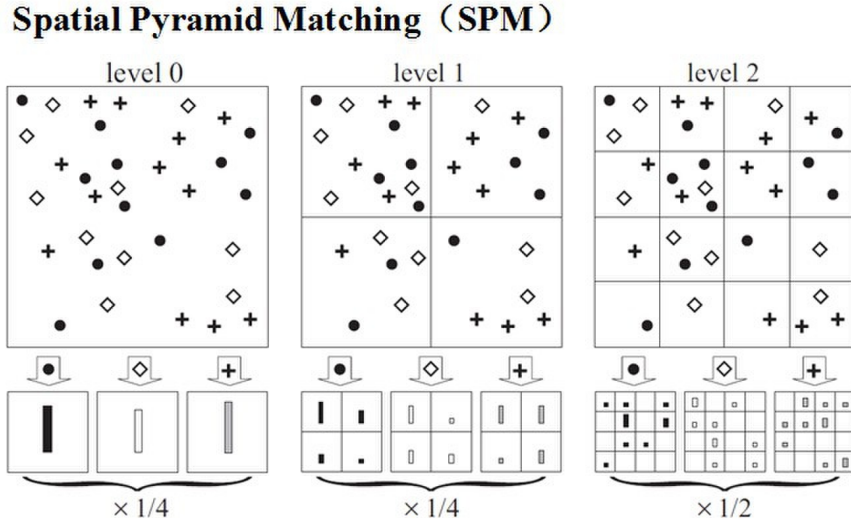 Spatial Pyramid Matching（SPM）
level 0
level 1
level 2
× 1/4
× 1/4
× 1/2